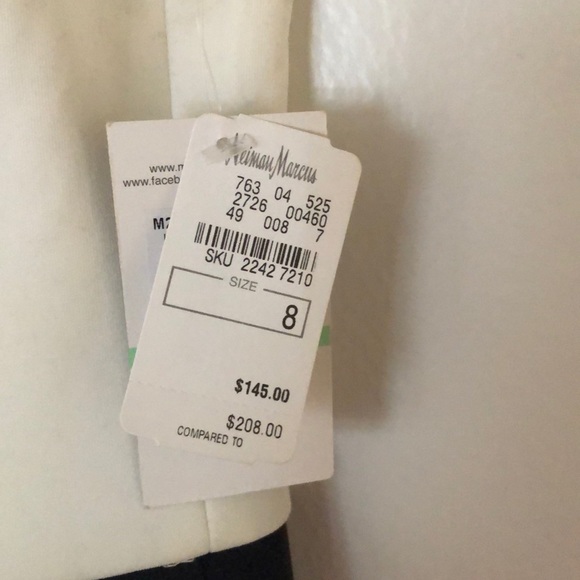 Neiman Marcus
763 04 525
2726 00460
49 008 7
SKU 2242 7210
SIZE
8
$145.00
$208.00
COMPARED TO
www.
www.faceb